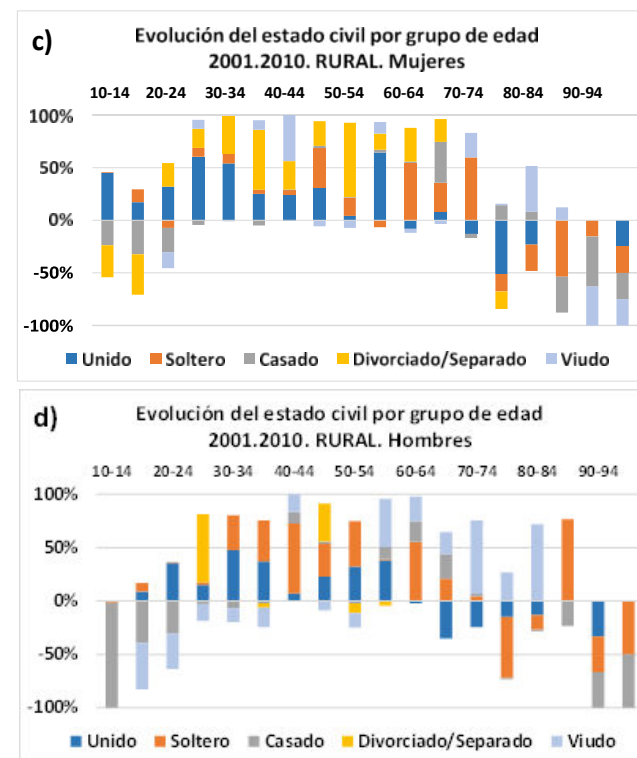 c)
Evolución del estado civil por grupo de edad
2001.2010. RURAL. Mujeres
10-14 20-24 30-34 40-44 50-54 60-64 70-74 80-84 90-94
100%
50%
0%
-50%
-100%
Unido Soltero Casado Divorciado/Separado Viudo
d)
Evolución del estado civil por grupo de edad
2001.2010. RURAL. Hombres
10-14 20-24 30-34 40-44 50-54 60-64 70-74 80-84 90-94
100%
50%
0%
-50%
-100%
Unido Soltero Casado Divorciado/Separado Viudo